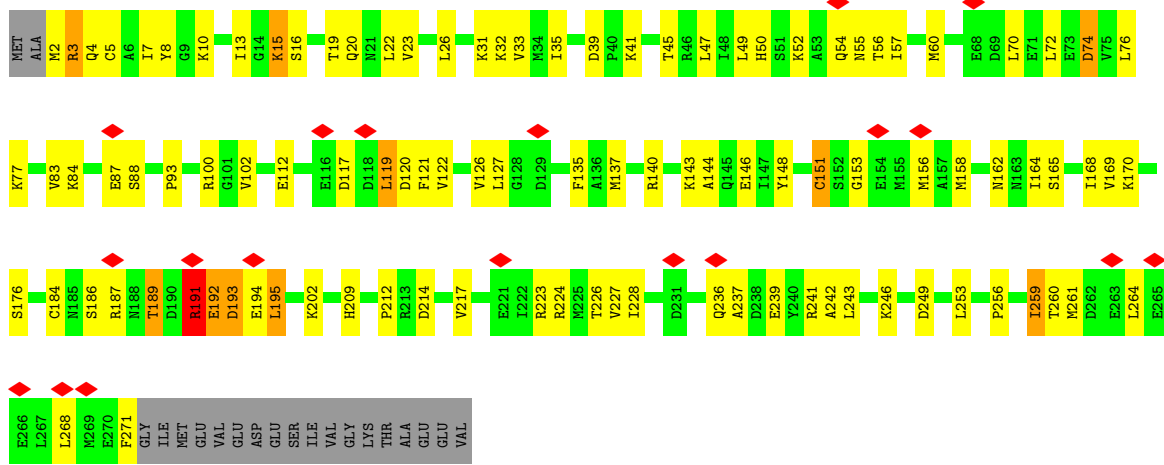 MET ALA M2 R3 Q4 C5 A6 I7 Y8 G9 K10 I13 G14 K15 S16 T19 Q20 N21 L22 V23 L26 K31 K32 V33 M34 I35 D39 P40 K41 T45 R46 L47 I48 L49 H50 S51 K52 A53 Q54 N55 T56 I57 M60 E68 D69 L70 E71 L72 E73 D74 V75 L76
K77 V83 K84 E87 S88 P93 R100 G101 V102 E112 E116 D117 D118 L119 D120 F121 V122 V126 L127 G128 D129 F135 A136 M137 R140 K143 A144 Q145 E146 I147 Y148 C151 S152 G153 E154 M155 M156 A157 M158 N162 N163 I164 S165 I168 V169 K170
S176 C184 N185 S186 R187 N188 T189 D190 R191 E192 D193 E194 L195 K202 H209 P212 R213 D214 V217 E221 I222 R223 R224 M225 T226 V227 I228 D231 Q236 A237 D238 E239 Y240 R241 A242 L243 K246 D249 L253 P256 I259 T260 M261 D262 E263 L264 E265
E266 L267 L268 M269 E270 F271 GLY ILE MET GLU VAL GLU ASP GLU SER ILE VAL GLY LYS THR ALA GLU GLU VAL